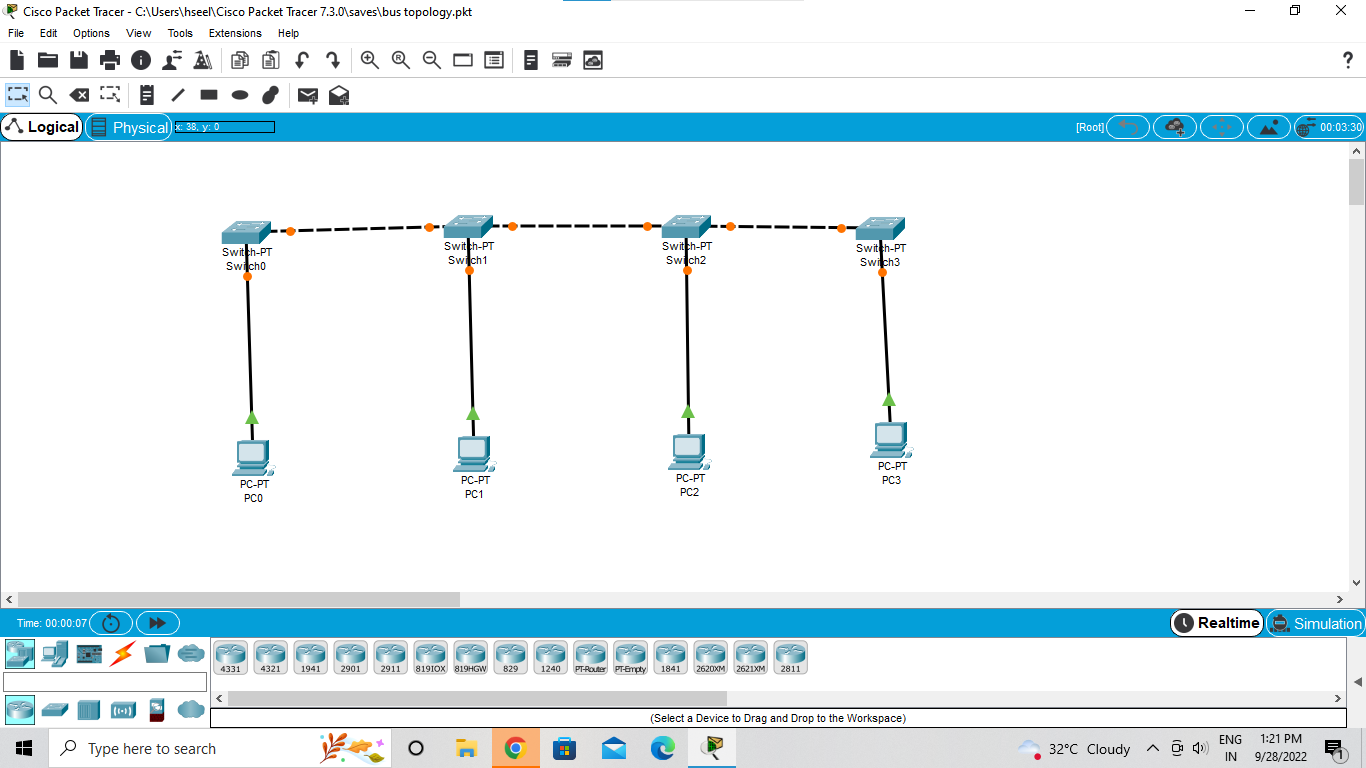 Cisco Packet Tracer - C:\Users\hseel\Cisco Packet Tracer 7.3.0\saves\bus topology.pkt
File Edit Options View Tools Extensions Help
R
?
Logical Physical x: 38, y: 0 [Root] 00:03:30
Switch-PT Switch-PT Switch-PT Switch-PT
Switch0 Switch1 Switch2 Switch3
PC-PT PC-PT PC-PT PC-PT
PC0 PC1 PC2 PC3
Time: 00:00:07 Realtime Simulation
4331 4321 1941 2901 2911 819IOX 819HGW 829 1240 PT-Router PT-Empty 1841 2620XM 2621XM 2811
(Select a Device to Drag and Drop to the Workspace)
Type here to search 32°C Cloudy ENG 1:21 PM
IN 9/28/2022 1